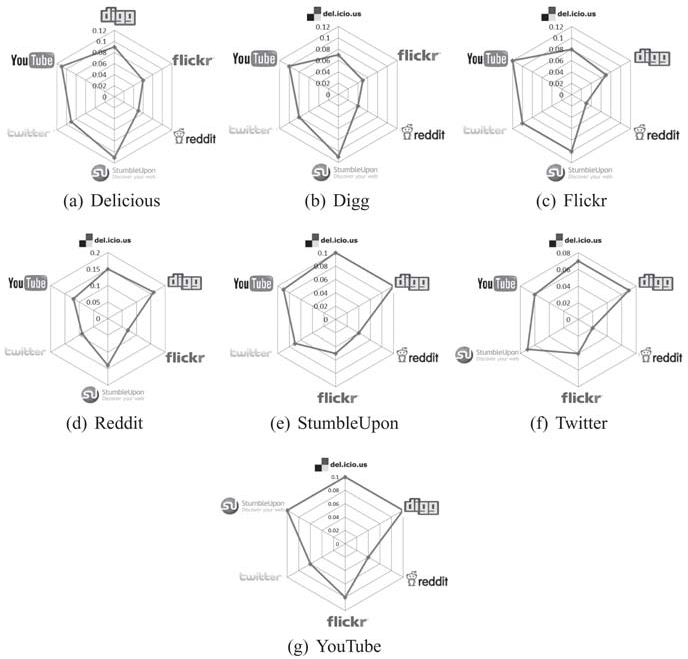 digg
0.12
0.1
0.08
0.06
0.04
0.02
0
flickr
reddit
StumbleUpon
Discover your web
twitter
YouTube
(a) Delicious
del.icio.us
0.12
0.1
0.08
0.06
0.04
0.02
0
flickr
reddit
StumbleUpon
Discover your web
twitter
YouTube
(b) Digg
del.icio.us
0.12
0.1
0.08
0.06
0.04
0.02
0
digg
reddit
StumbleUpon
Discover your web
twitter
YouTube
(c) Flickr
del.icio.us
0.2
0.15
0.1
0.05
0
digg
flickr
StumbleUpon
Discover your web
twitter
YouTube
(d) Reddit
del.icio.us
0.1
0.08
0.06
0.04
0.02
0
digg
reddit
flickr
twitter
YouTube
(e) StumbleUpon
del.icio.us
0.08
0.06
0.04
0.02
0
digg
reddit
flickr
StumbleUpon
Discover your web
YouTube
(f) Twitter
del.icio.us
0.1
0.08
0.06
0.04
0.02
0
digg
reddit
flickr
twitter
StumbleUpon
Discover your web
(g) YouTube